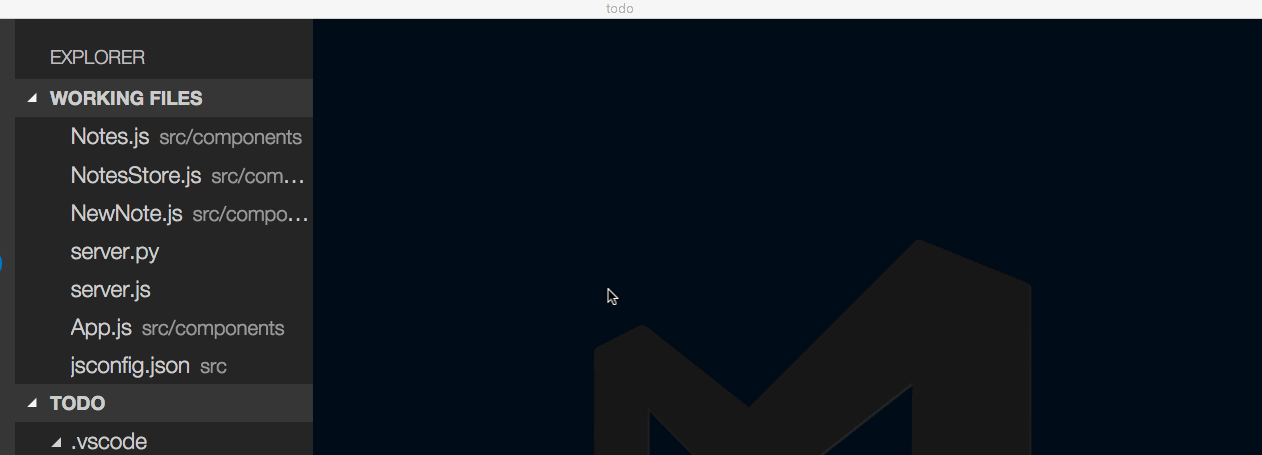 todo
EXPLORER
WORKING FILES
Notes.js src/components
NotesStore.js src/com…
NewNote.js src/compo…
server.py
server.js
App.js src/components
jsconfig.json src
TODO
.vscode